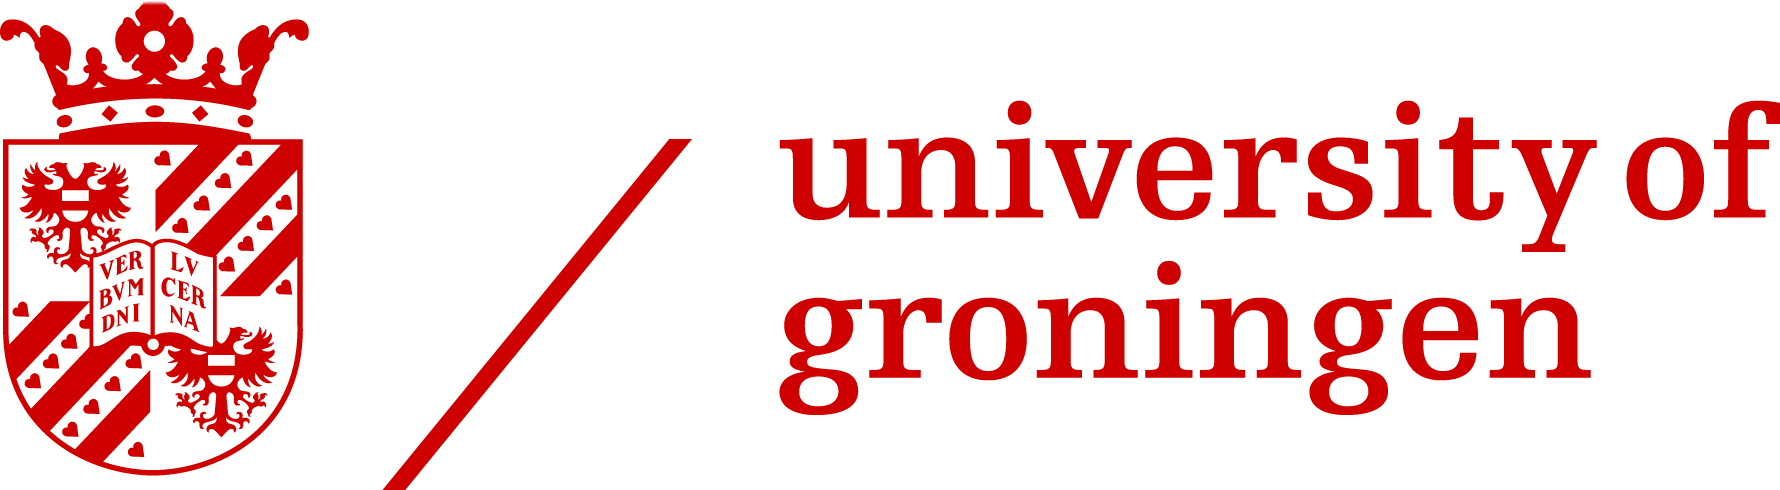 VER LV
BVM CER
DNI NA
university of
groningen